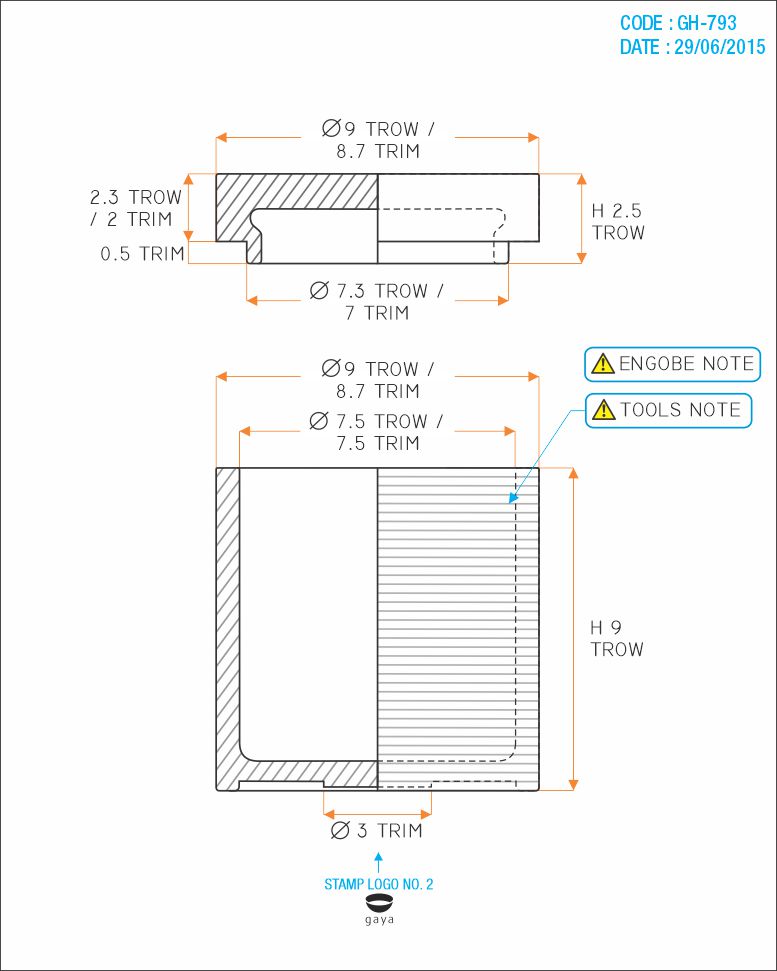 CODE : GH-793
DATE : 29/06/2015
Ø9 TROW /
8.7 TRIM
2.3 TROW
/ 2 TRIM
0.5 TRIM
H 2.5
TROW
Ø 7.3 TROW /
7 TRIM
Ø9 TROW /
8.7 TRIM
ENGOBE NOTE
TOOLS NOTE
Ø 7.5 TROW /
7.5 TRIM
H 9
TROW
Ø 3 TRIM
STAMP LOGO NO. 2
gaya